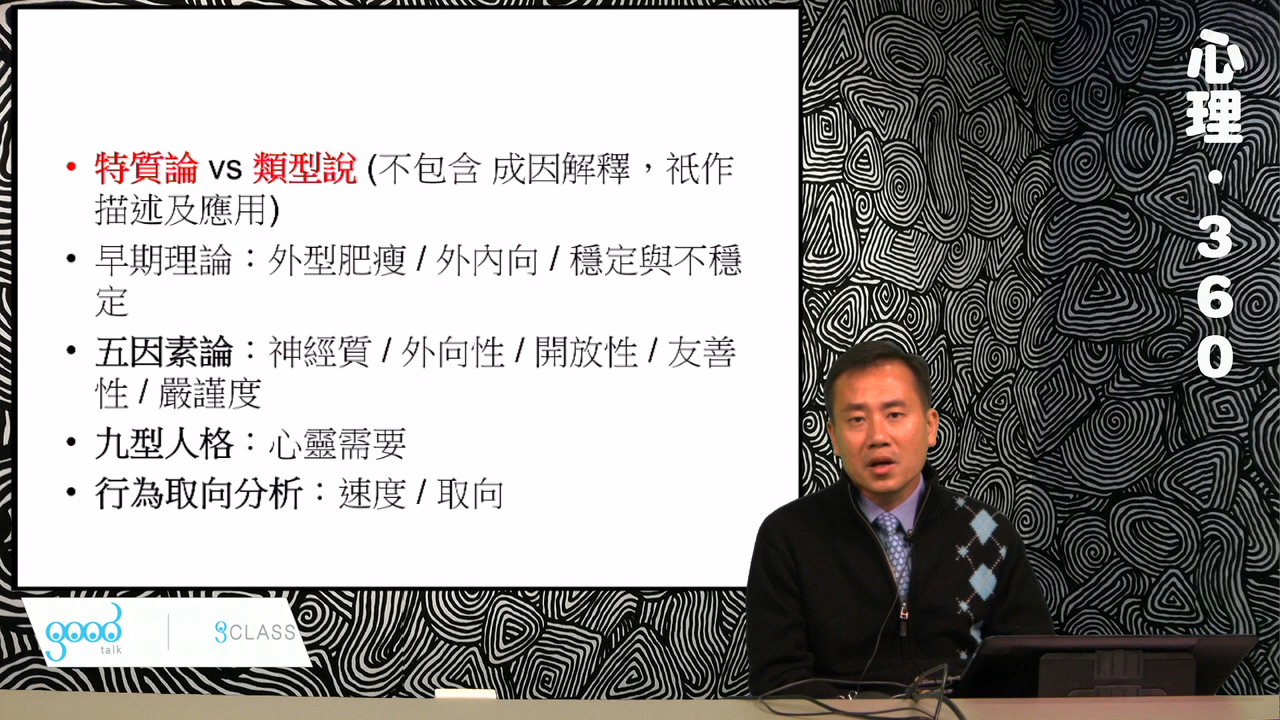 • 特質論 vs 類型說 (不包含 成因解釋，祇作
描述及應用)
• 早期理論：外型肥瘦 / 外內向 / 穩定與不穩
定
• 五因素論：神經質 / 外向性 / 開放性 / 友善
性 / 嚴謹度
• 九型人格：心靈需要
• 行為取向分析：速度 / 取向
心理・360
good
talk
gCLASS